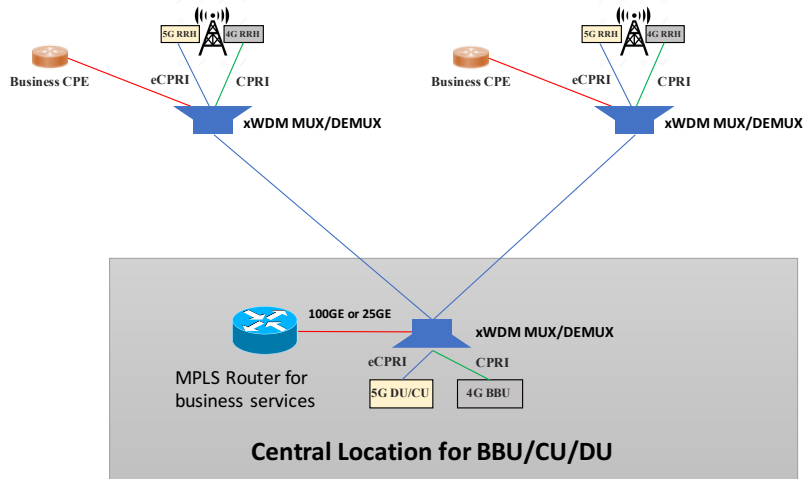 5G RRH
4G RRH
5G RRH
4G RRH
Business CPE
eCPRI
CPRI
Business CPE
eCPRI
CPRI
xWDM MUX/DEMUX
xWDM MUX/DEMUX
100GE or 25GE
xWDM MUX/DEMUX
eCPRI
CPRI
MPLS Router for
business services
5G DU/CU
4G BBU
Central Location for BBU/CU/DU